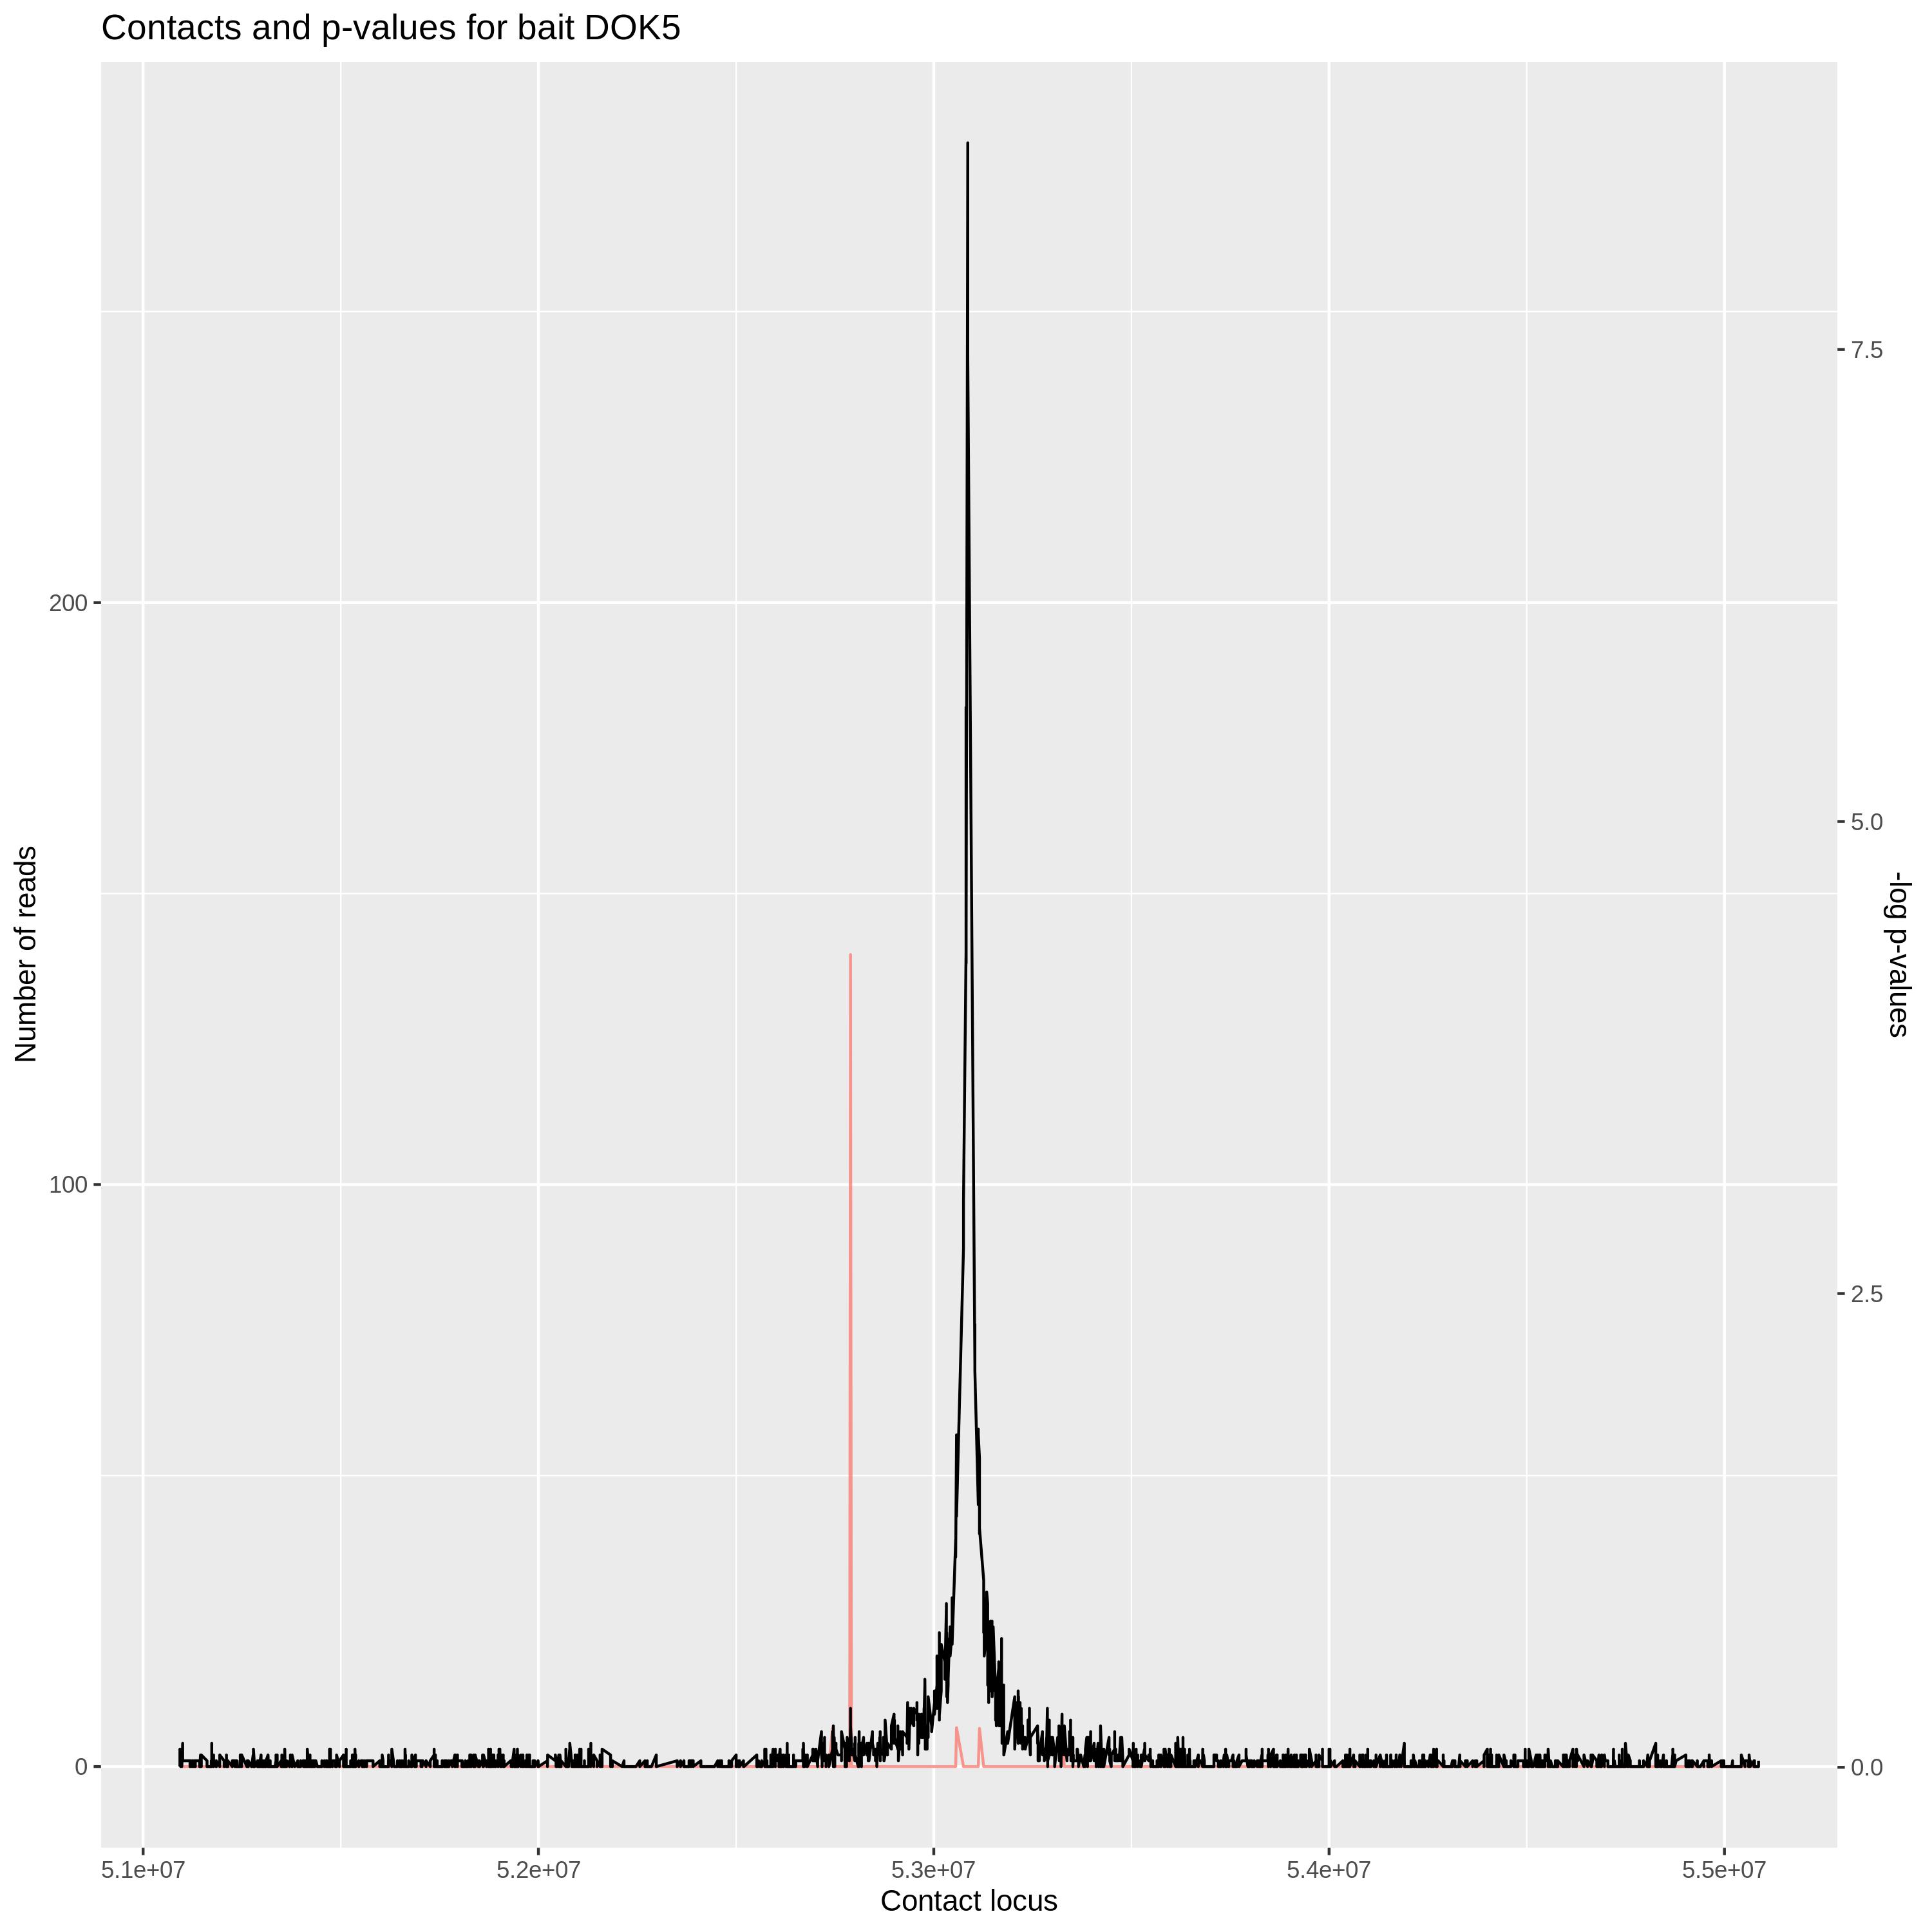 Contacts and p-values for bait DOK5
Number of reads
200
100
0
7.5
5.0
2.5
0.0
-log p-values
5.1e+07 5.2e+07 5.3e+07 5.4e+07 5.5e+07
Contact locus